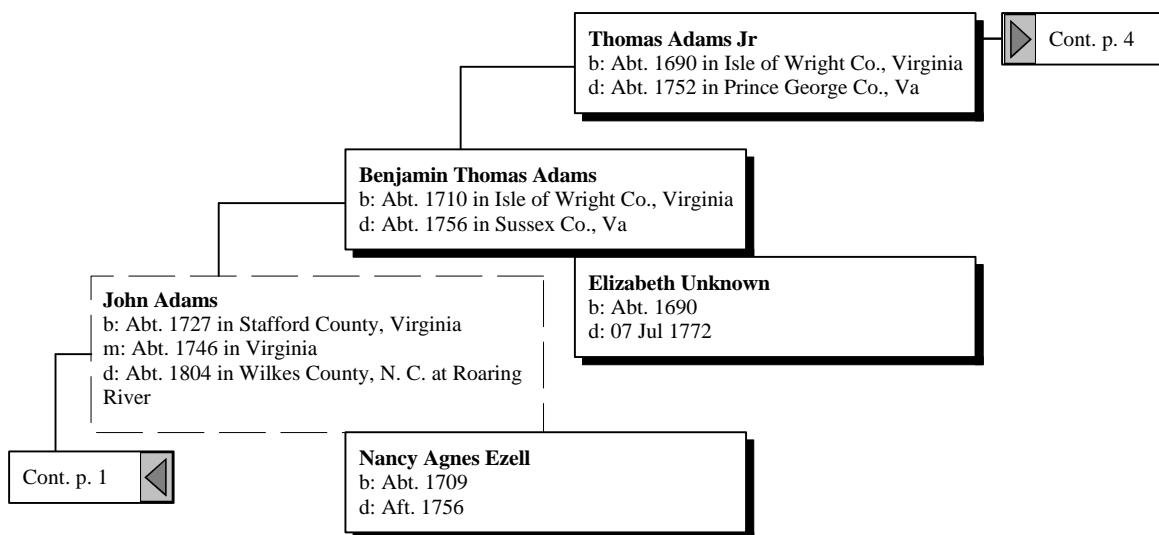 Thomas Adams Jr
b: Abt. 1690 in Isle of Wright Co., Virginia
d: Abt. 1752 in Prince George Co., Va
Cont. p. 4
Benjamin Thomas Adams
b: Abt. 1710 in Isle of Wright Co., Virginia
d: Abt. 1756 in Sussex Co., Va
Elizabeth Unknown
b: Abt. 1690
d: 07 Jul 1772
John Adams
b: Abt. 1727 in Stafford County, Virginia
m: Abt. 1746 in Virginia
d: Abt. 1804 in Wilkes County, N. C. at Roaring
River
Cont. p. 1
Nancy Agnes Ezell
b: Abt. 1709
d: Aft. 1756